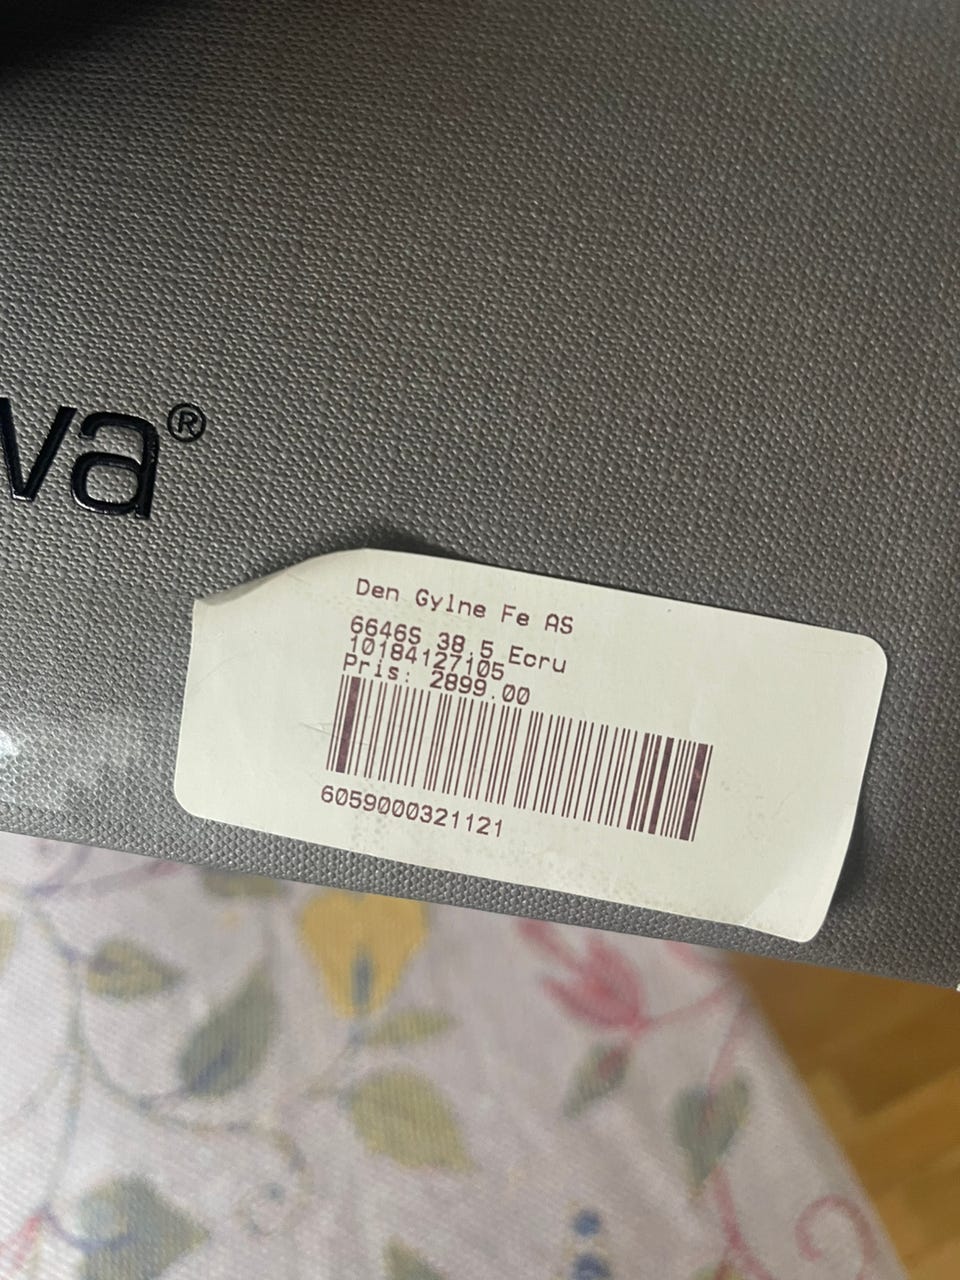 va®
Den Gylne Fe AS
6646S 38.5 Ecru
10184127105
Pris: 2899.00
6059000321121